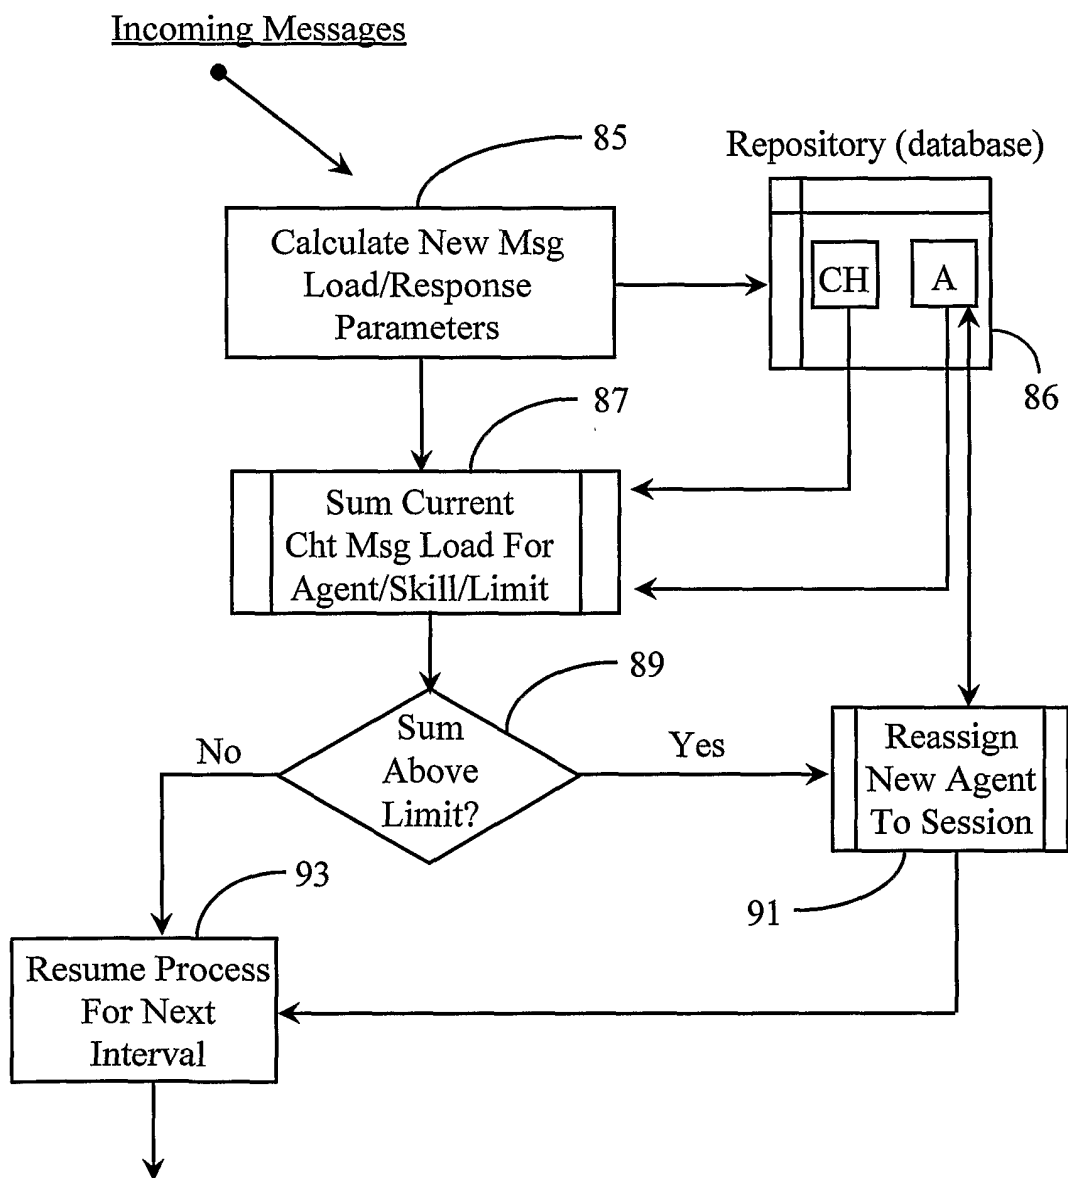 Incoming Messages
85
Repository (database)
Calculate New Msg
Load/Response
Parameters
CH
A
86
87
Sum Current
Cht Msg Load For
Agent/Skill/Limit
89
Sum
Above
Limit?
No
Yes
Reassign
New Agent
To Session
93
91
Resume Process
For Next
Interval